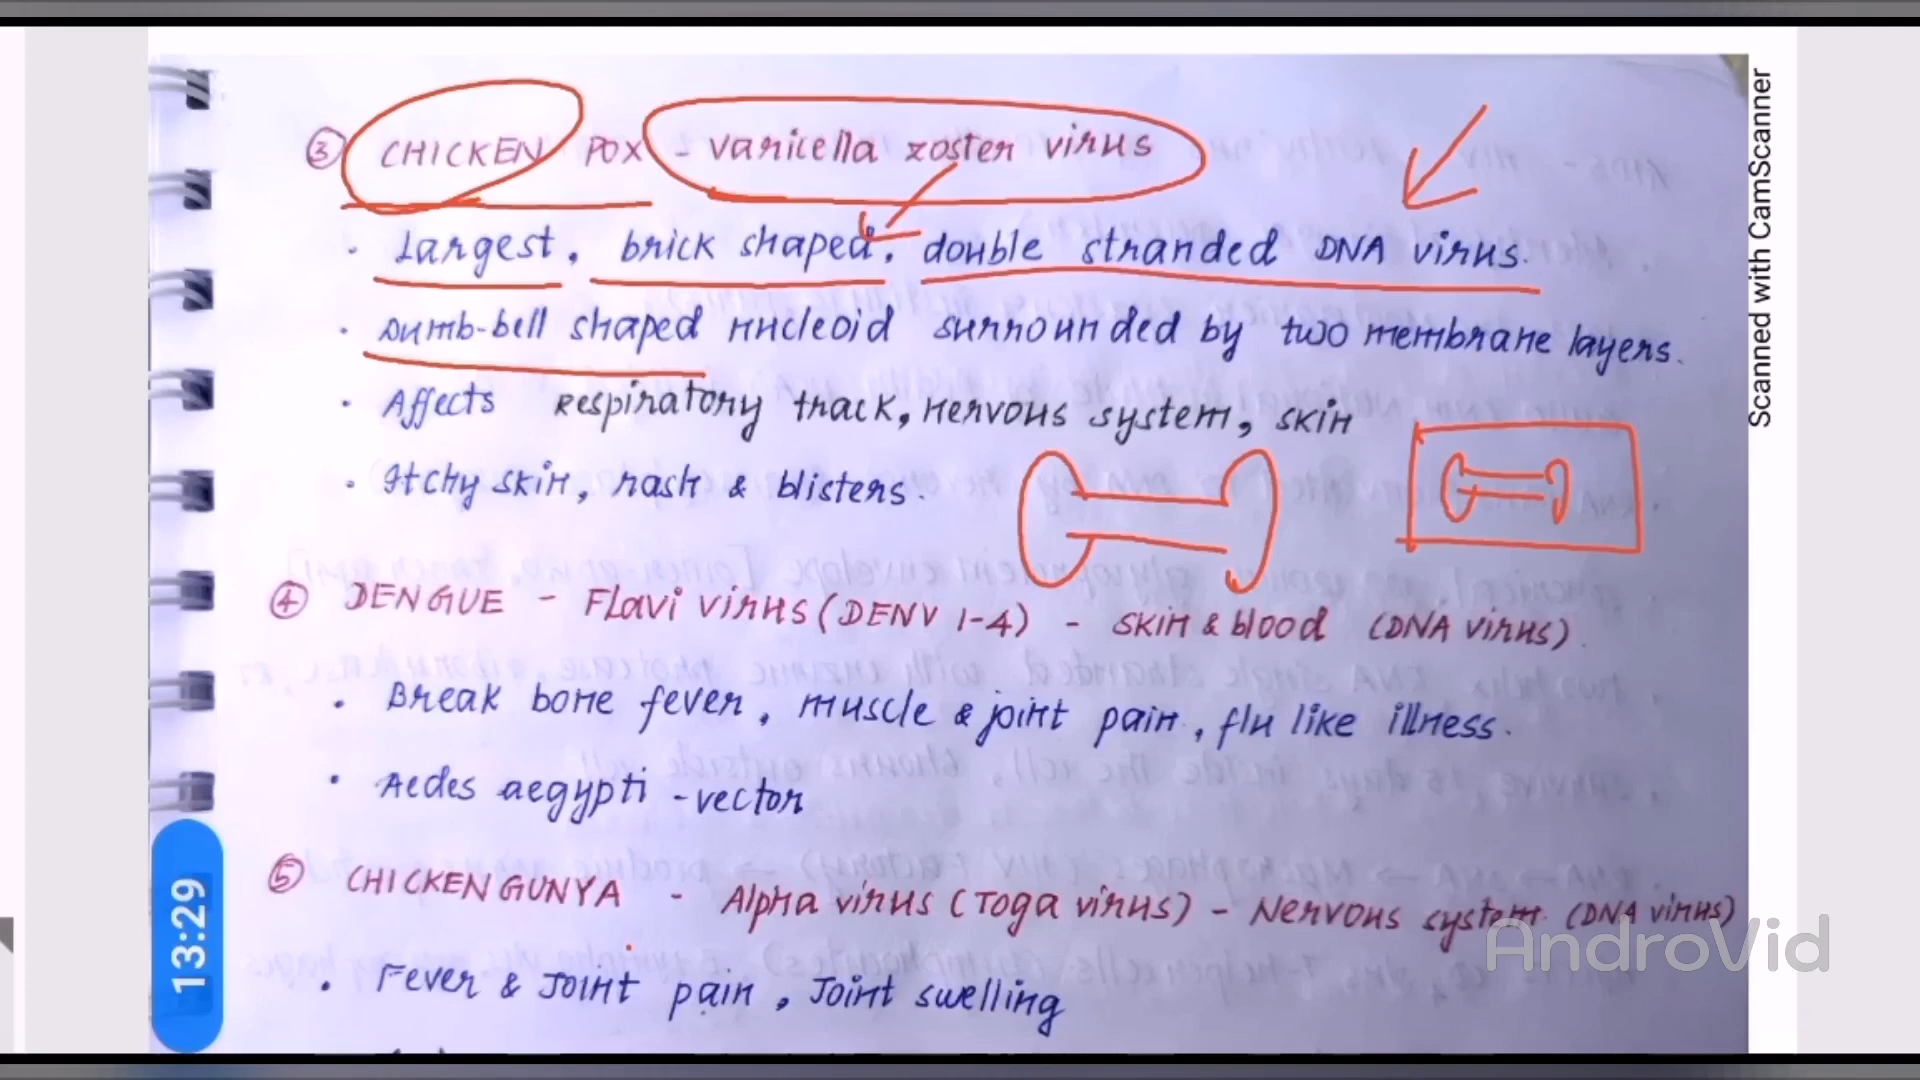 ③ CHICKEN POX - varicella zoster virus
· Largest, brick shaped, double stranded DNA virus.
· Dumb-bell shaped nucleoid surrounded by two membrane layers.
· Affects Respiratory track, nervous system, skin
· Itchy skin, rash & blisters.
④ DENGUE - Flavi virus (DENV 1-4) - skin & blood (DNA virus)
· Break bone fever, muscle & joint pain, flu like illness.
· Aedes aegypti - vector
⑤ CHICKENGUNYA - Alpha virus (Toga virus) - Nervous system (DNA virus)
· Fever & Joint pain, Joint swelling
Scanned with CamScanner
13:29
AndroVid